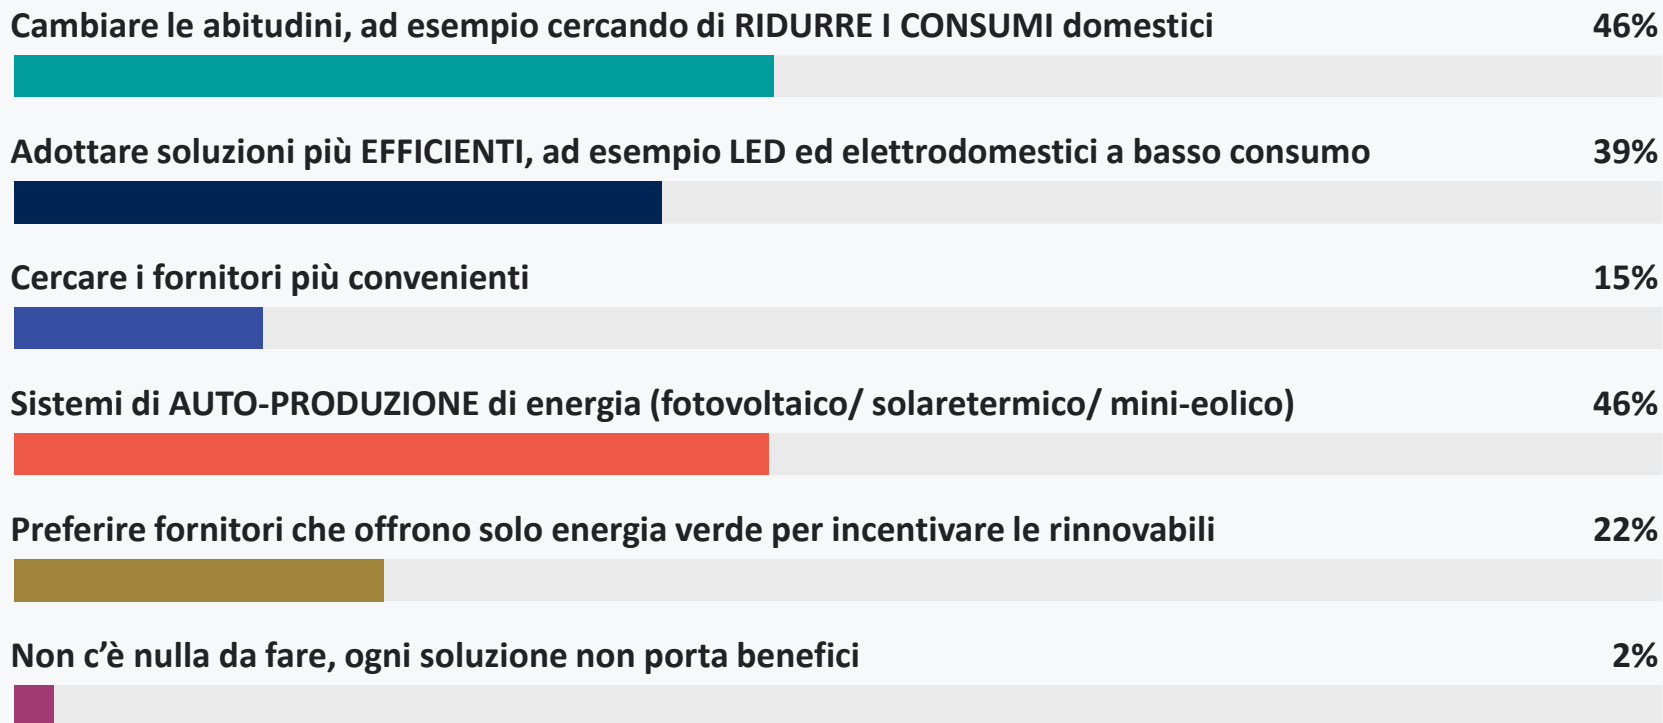 Cambiare le abitudini, ad esempio cercando di RIDURRE I CONSUMI domestici 46%
Adottare soluzioni più EFFICIENTI, ad esempio LED ed elettrodomestici a basso consumo 39%
Cercare i fornitori più convenienti 15%
Sistemi di AUTO-PRODUZIONE di energia (fotovoltaico/ solaretermico/ mini-eolico) 46%
Preferire fornitori che offrono solo energia verde per incentivare le rinnovabili 22%
Non c’è nulla da fare, ogni soluzione non porta benefici 2%